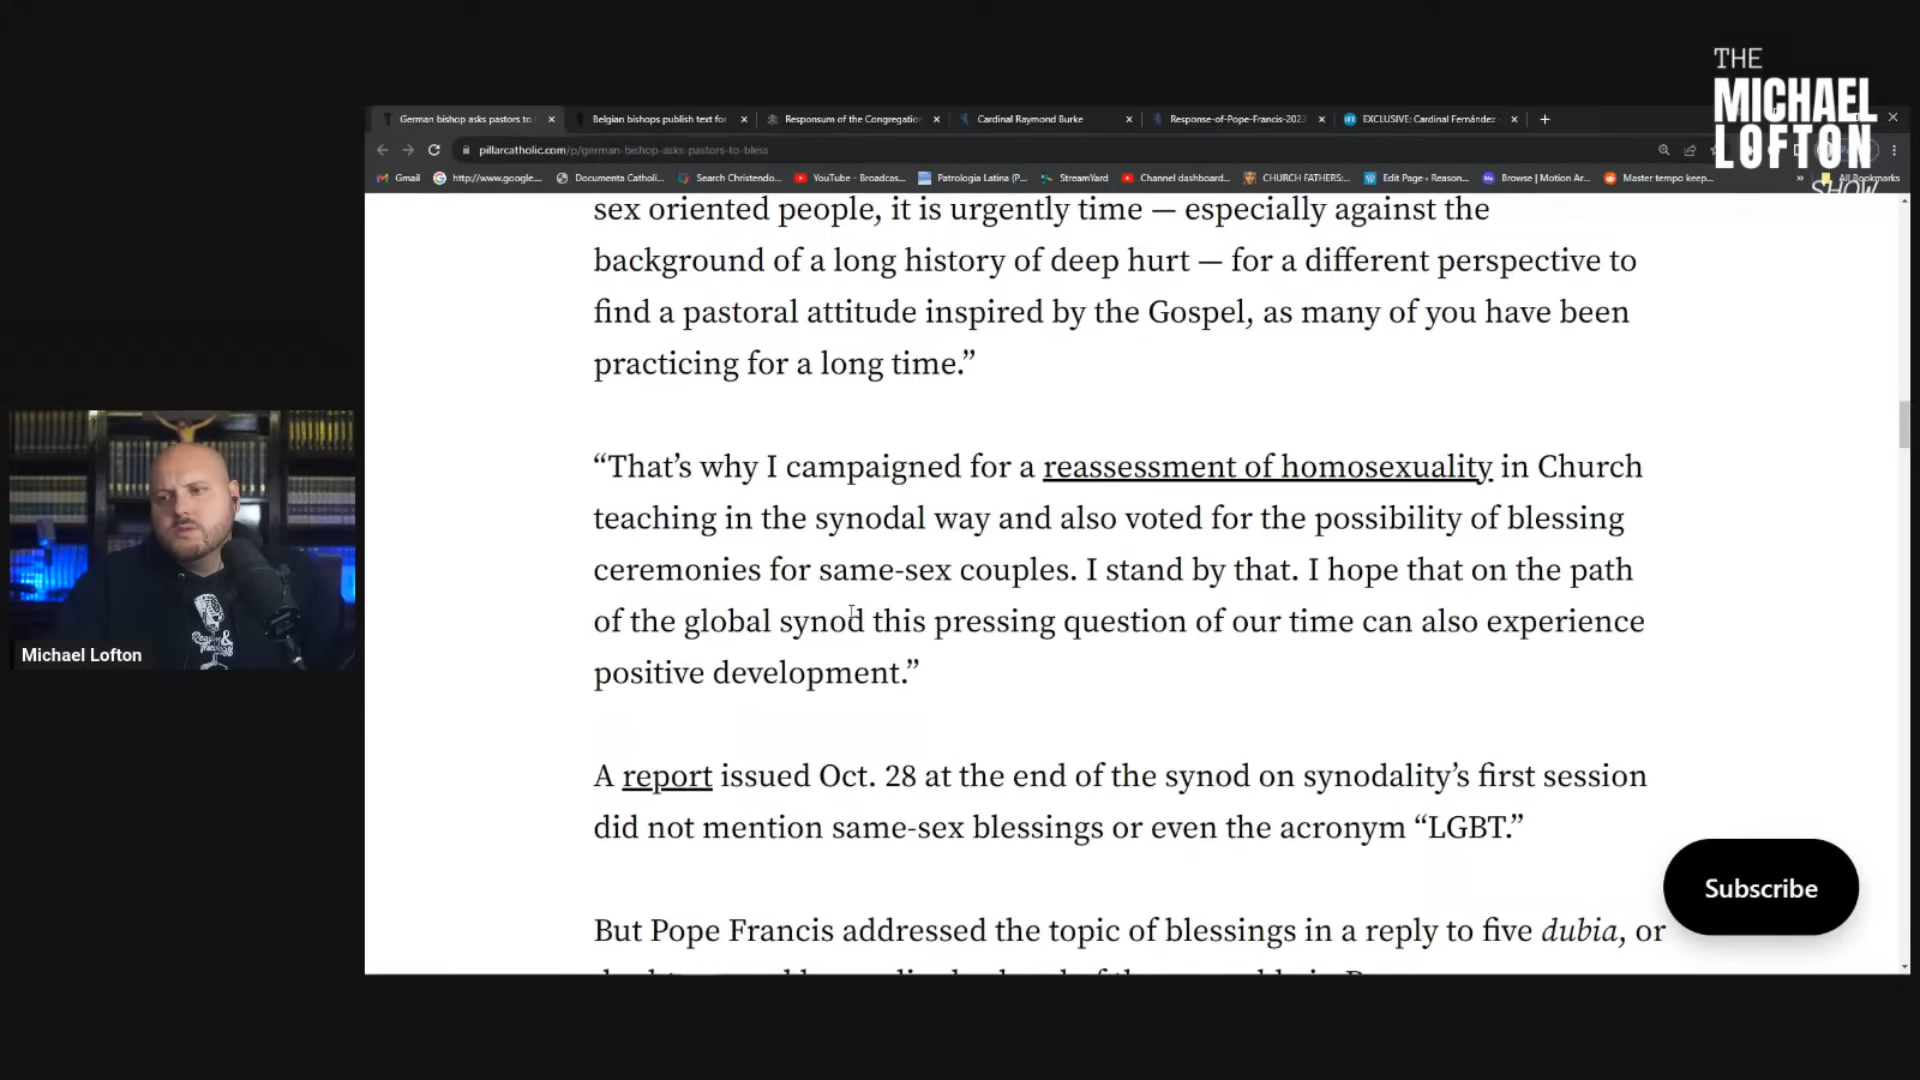 THE
MICHAEL
LOFTON
SHOW
German bishop asks pastors to
Belgian bishops publish text for
Responsum of the Congregation
Cardinal Raymond Burke
Response-of-Pope-Francis-202
EXCLUSIVE: Cardinal Fernández
pillarcatholic.com/p/german-bishop-asks-pastors-to-bless
Gmail
http://www.google....
Documenta Catholi...
Search Christendo...
YouTube - Broadcas...
Patrologia Latina (P...
StreamYard
Channel dashboard...
CHURCH FATHERS:...
Edit Page ‹ Reason...
Browse | Motion Ar...
Master tempo keep...
»
All Bookmarks
sex oriented people, it is urgently time — especially against the
background of a long history of deep hurt — for a different perspective to
find a pastoral attitude inspired by the Gospel, as many of you have been
practicing for a long time.”
“That’s why I campaigned for a reassessment of homosexuality in Church
teaching in the synodal way and also voted for the possibility of blessing
ceremonies for same-sex couples. I stand by that. I hope that on the path
of the global synod this pressing question of our time can also experience
positive development.”
A report issued Oct. 28 at the end of the synod on synodality’s first session
did not mention same-sex blessings or even the acronym “LGBT.”
But Pope Francis addressed the topic of blessings in a reply to five dubia, or
Subscribe
Reason &
Michael Lofton